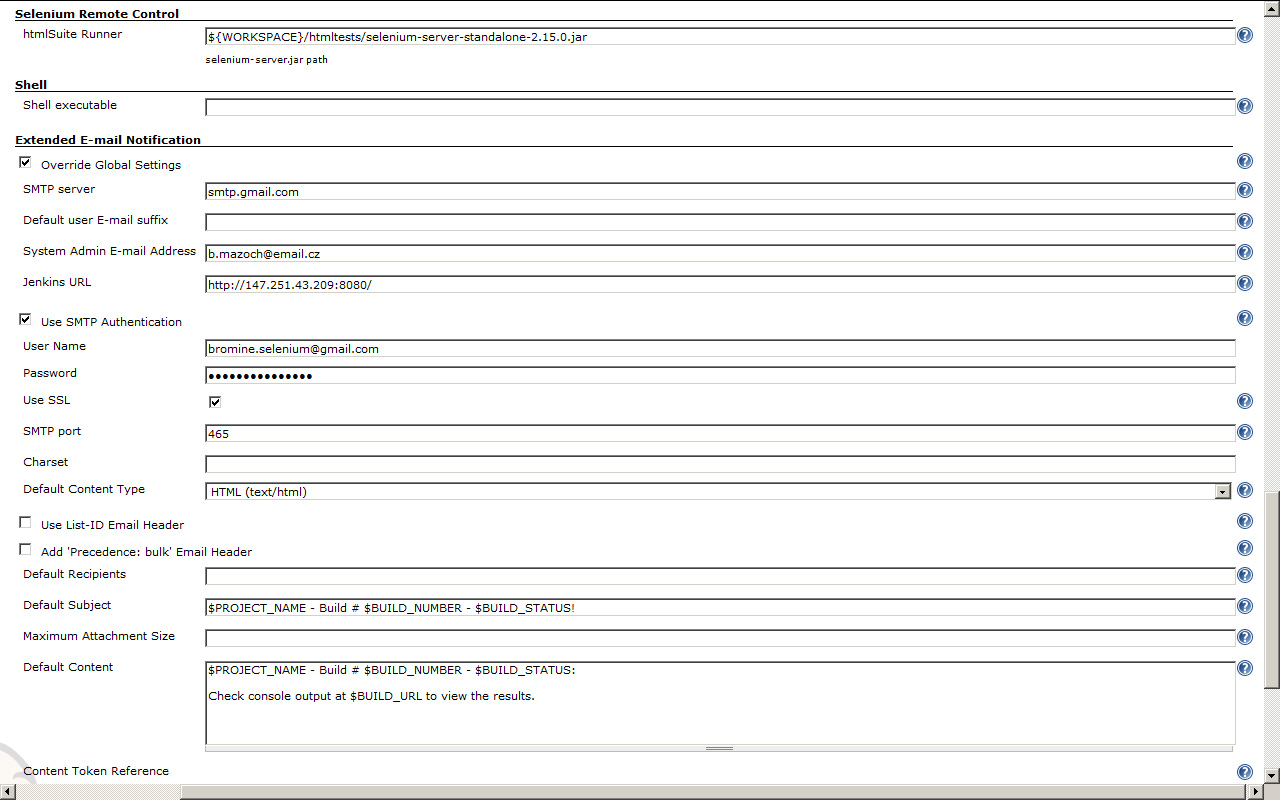 Selenium Remote Control
htmlSuite Runner ${WORKSPACE}/htmltests/selenium-server-standalone-2.15.0.jar
selenium-server.jar path
Shell
Shell executable
Extended E-mail Notification
Override Global Settings
SMTP server smtp.gmail.com
Default user E-mail suffix
System Admin E-mail Address b.mazoch@email.cz
Jenkins URL http://147.251.43.209:8080/
Use SMTP Authentication
User Name bromine.selenium@gmail.com
Password •••••••••••••••
Use SSL
SMTP port 465
Charset
Default Content Type HTML (text/html)
Use List-ID Email Header
Add 'Precedence: bulk' Email Header
Default Recipients
Default Subject $PROJECT_NAME - Build # $BUILD_NUMBER - $BUILD_STATUS!
Maximum Attachment Size
Default Content $PROJECT_NAME - Build # $BUILD_NUMBER - $BUILD_STATUS:
Check console output at $BUILD_URL to view the results.
Content Token Reference